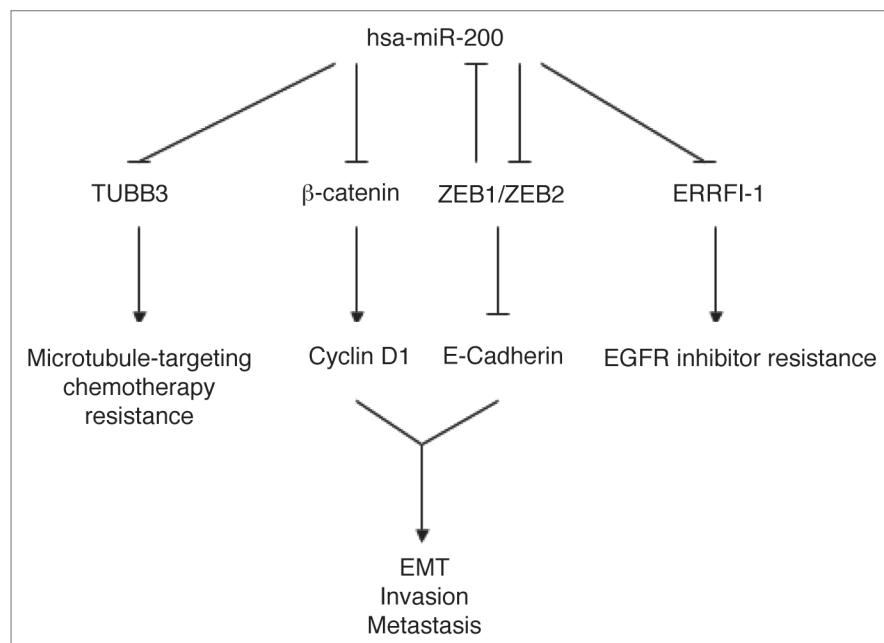 hsa-miR-200
TUBB3
β-catenin
ZEB1/ZEB2
ERRFI-1
Microtubule-targeting
chemotherapy
resistance
Cyclin D1
E-Cadherin
EGFR inhibitor resistance
EMT
Invasion
Metastasis